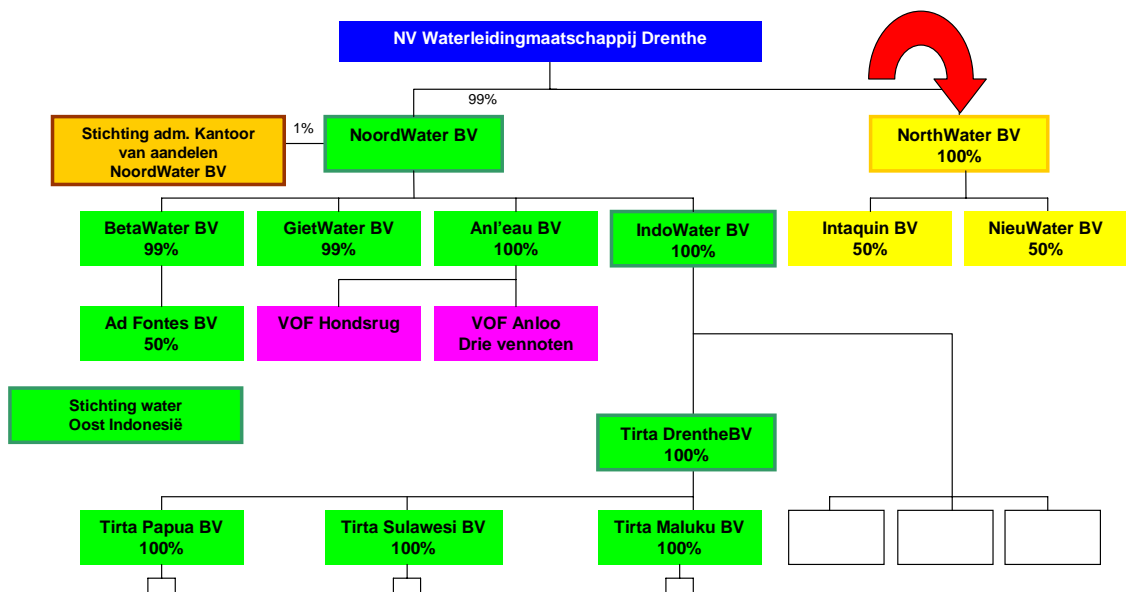 NV Waterleidingmaatschappij Drenthe
99%
Stichting adm. Kantoor
van aandelen
NoordWater BV
1%
NoordWater BV
NorthWater BV
100%
BetaWater BV
99%
GietWater BV
99%
Anl'eau BV
100%
IndoWater BV
100%
Intaquin BV
50%
NieuWater BV
50%
Ad Fontes BV
50%
VOF Hondsrug
VOF Anloo
Drie vennoten
Stichting water
Oost Indonesië
Tirta DrentheBV
100%
Tirta Papua BV
100%
Tirta Sulawesi BV
100%
Tirta Maluku BV
100%